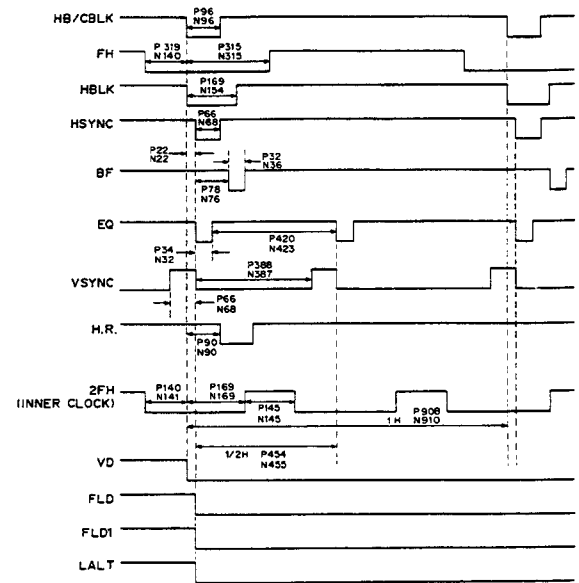 HB/CBLK
P96
N96
FH
P 319
N140
P315
N315
HBLK
P169
N154
HSYNC
P66
N68
P22
N22
BF
P32
N36
P78
N76
EQ
P34
N32
P420
N423
VSYNC
P388
N387
P66
N68
H.R.
P90
N90
2FH
(INNER CLOCK)
P140
N141
P169
N169
P145
N145
1H
P908
N910
1/2H
P454
N455
VD
FLD
FLD1
LALT